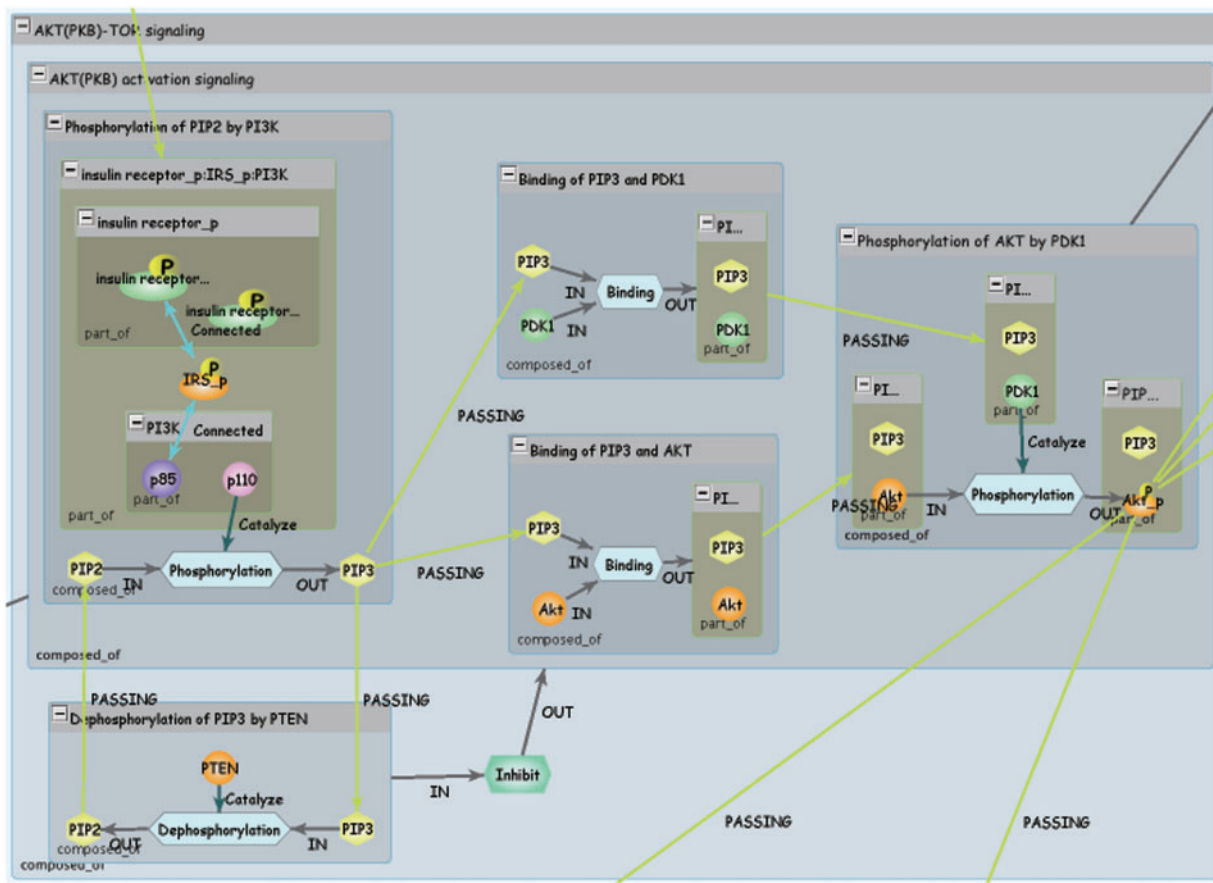 AKT(PKB)-TOR signaling
AKT(PKB) activation signaling
Phosphorylation of PIP2 by PI3K
insulin receptor_p:IRS_p:PI3K
insulin receptor_p
P
insulin receptor...
P
insulin receptor...
Connected
part_of
P
IRS_p
PI3K
Connected
p85
p110
part_of
part_of
Catalyze
PIP2
IN
Phosphorylation
OUT
PIP3
composed_of
composed_of
PASSING
PASSING
PASSING
PASSING
Binding of PIP3 and PDK1
PIP3
IN
Binding
OUT
PDK1
IN
composed_of
PI...
PIP3
PDK1
part_of
PASSING
Binding of PIP3 and AKT
PIP3
IN
Binding
OUT
Akt
IN
composed_of
PI...
PIP3
Akt
part_of
PASSING
Phosphorylation of AKT by PDK1
PI...
PIP3
PDK1
part_of
Catalyze
PI...
PIP3
Akt
part_of
IN
Phosphorylation
OUT
PIP...
PIP3
P
Akt_p
part_of
composed_of
Dephosphorylation of PIP3 by PTEN
PTEN
Catalyze
PIP2
OUT
Dephosphorylation
IN
PIP3
composed_of
composed_of
IN
Inhibit
OUT
PASSING
PASSING